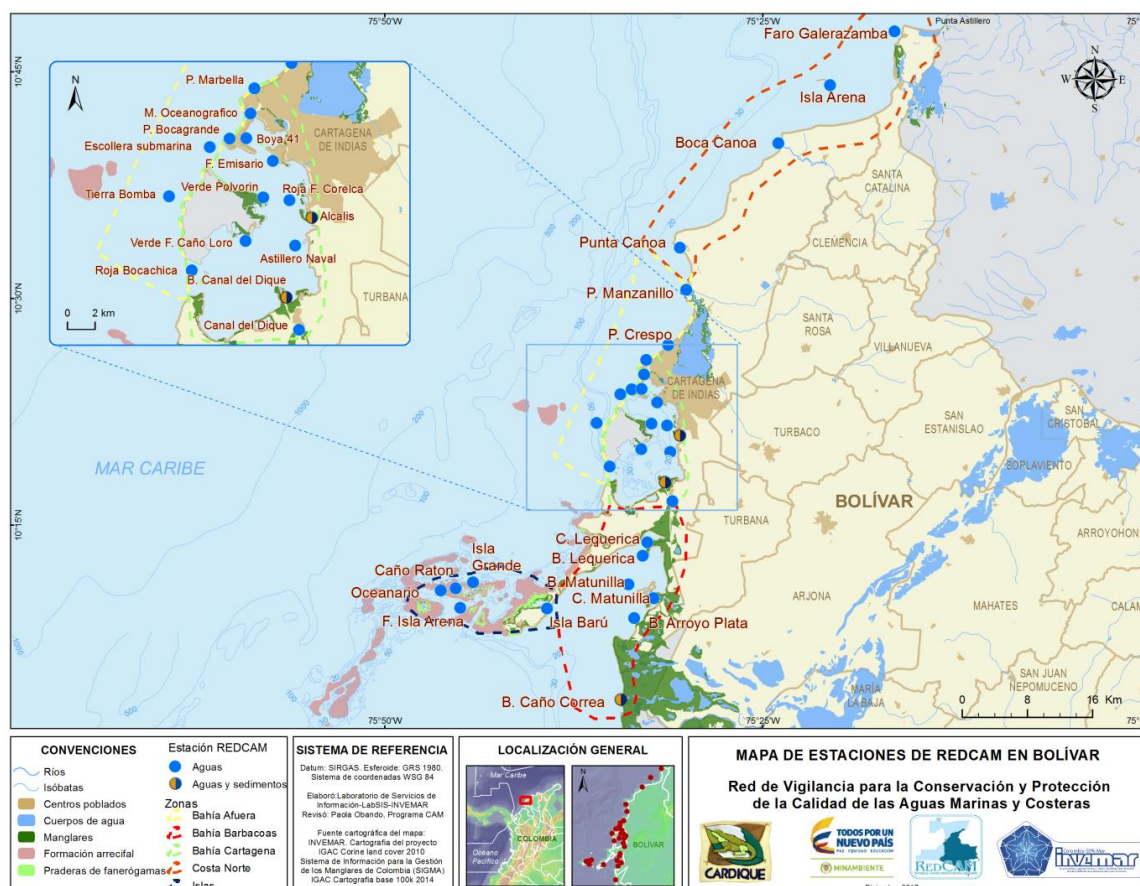 75°50'W
75°25'W
Punta Astillero
Faro Galerazamba
N
W
E
S
Isla Arena
Boca Canoa
SANTA
CATALINA
CLEMENCIA
Punta Canoa
P. Manzanillo
SANTA
ROSA
VILLANUEVA
P. Crespo
CARTAGENA
DE INDIAS
SAN
ESTANISLAO
SAN
CRISTOBAL
TURBACO
SOPLAVIENTO
BOLÍVAR
TURBANA
ARROYOHON
ARJONA
MAHATES
CALAM
SAN JUAN
NEPOMUCENO
MARÍA
LA BAJA
MAR CARIBE
C. Lequerica
B. Lequerica
B. Matunilla
C. Matunilla
B. Arroyo Plata
Isla
Grande
Caño Raton
Oceanario
F. Isla Arena
Isla Barú
B. Caño Correa
0 8 16 Km
10°45'N
10°30'N
10°15'N
75°50'W
75°25'W
N
P. Marbella
M. Oceanografico
P. Bocagrande
Boya 41
CARTAGENA
DE INDIAS
Escollera submarina
F. Emisario
Verde Polvorin
Roja F. Corelca
Tierra Bomba
Alcalis
Verde F. Caño Loro
Astillero Naval
Roja Bocachica
B. Canal del Dique
TURBANA
Canal del Dique
0 2 km
CONVENCIONES
Ríos
Isóbatas
Centros poblados
Cuerpos de agua
Manglares
Formación arrecifal
Praderas de fanerógamas
Estación REDCAM
Aguas
Aguas y sedimentos
Zonas
Bahía Afuera
Bahía Barbacoas
Bahía Cartagena
Costa Norte
Islas
SISTEMA DE REFERENCIA
Datum: SIRGAS. Esferoide: GRS 1980.
Sistema de coordenadas WSG 84
Elaboró:Laboratorio de Servicios de
Información-LabSIS-INVEMAR
Revisó: Paola Obando, Programa CAM
Fuente cartográfica del mapa:
INVEMAR. Cartografía del proyecto
IGAC Corine land cover 2010
Sistema de Información para la Gestión
de los Manglares de Colombia (SIGMA)
IGAC Cartografía base 100k 2014
LOCALIZACIÓN GENERAL
Mar Caribe
COLOMBIA
Océano
Pacífico
N
BOLÍVAR
MAPA DE ESTACIONES DE REDCAM EN BOLÍVAR
Red de Vigilancia para la Conservación y Protección
de la Calidad de las Aguas Marinas y Costeras
CARDIQUE
TODOS POR UN
NUEVO PAÍS
PAZ EQUIDAD EDUCACIÓN
MINAMBIENTE
REDCAM
invemar